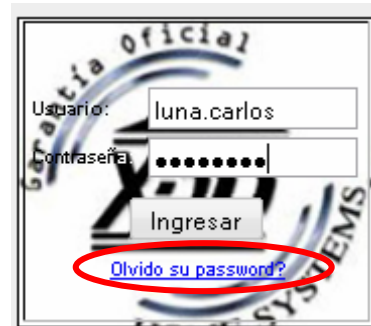 Garantía Oficial
Usuario:
luna.carlos
Contraseña:
••••••••
Ingresar
Olvido su password?
SYSTEMS